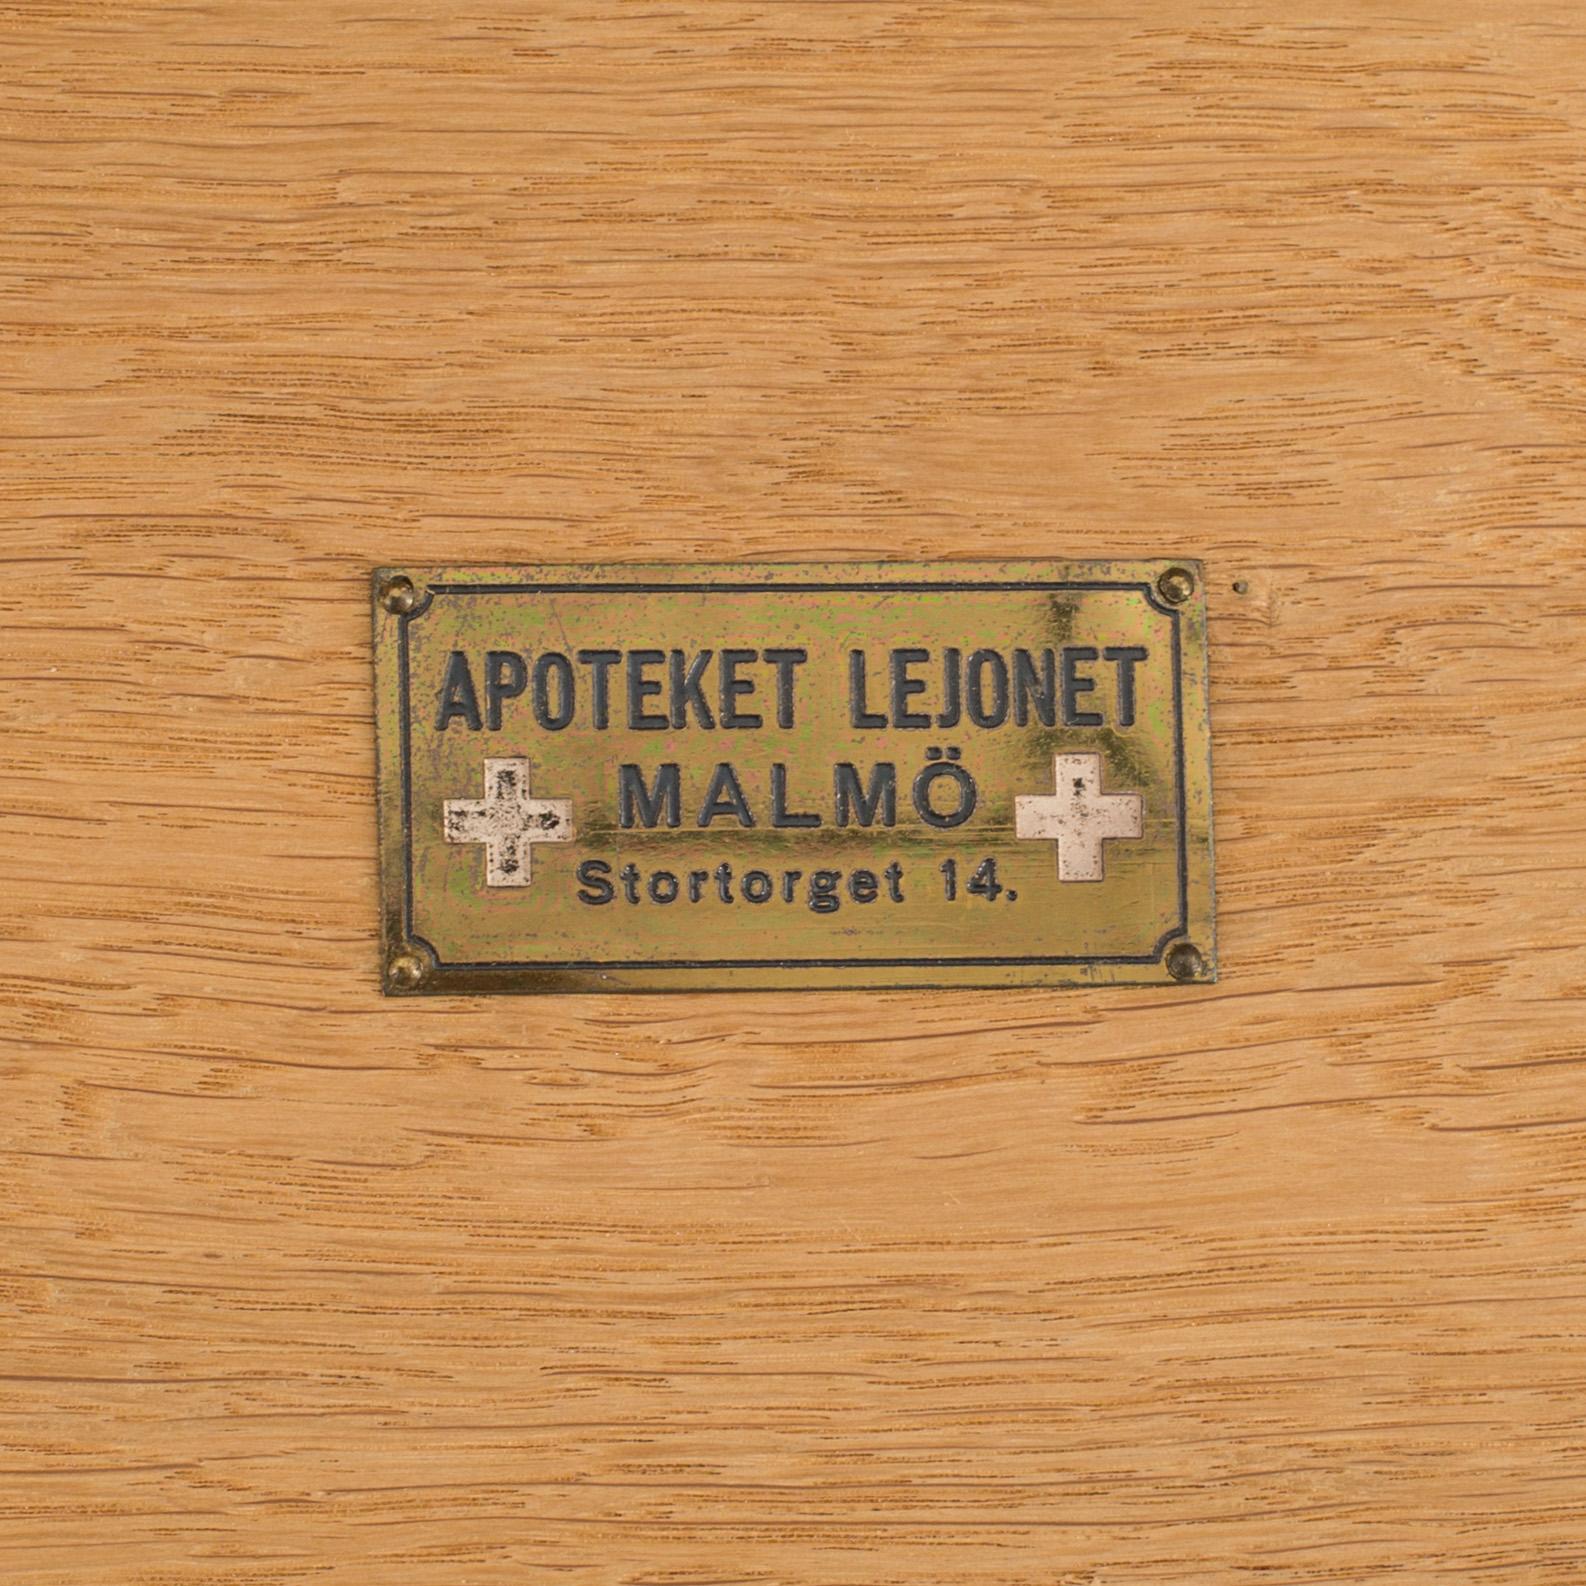 APOTEKET LEJONET
MALMÖ
Stortorget 14.